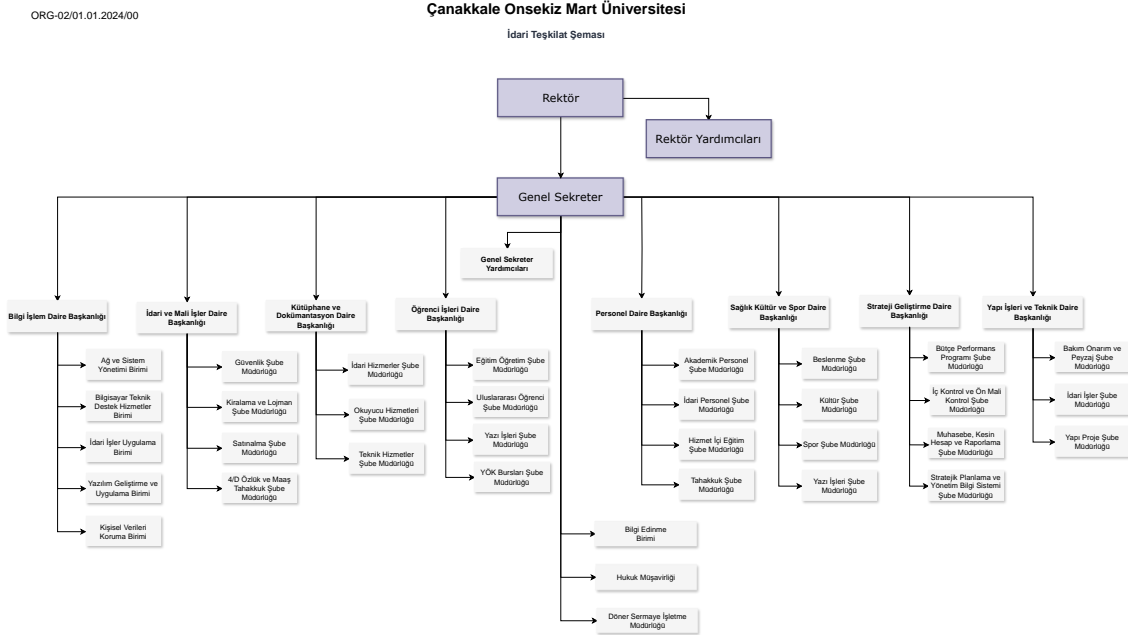 ORG-02/01.01.2024/00
Çanakkale Onsekiz Mart Üniversitesi
İdari Teşkilat Şeması
Rektör
Rektör Yardımcıları
Genel Sekreter
Genel Sekreter
Yardımcıları
Bilgi İşlem Daire Başkanlığı
Ağ ve Sistem
Yönetimi Birimi
Bilgisayar Teknik
Destek Hizmetler
Birimi
İdari İşler Uygulama
Birimi
Yazılım Geliştirme ve
Uygulama Birimi
Kişisel Verileri
Koruma Birimi
İdari ve Mali İşler Daire
Başkanlığı
Güvenlik Şube
Müdürlüğü
Kiralama ve Lojman
Şube Müdürlüğü
Satınalma Şube
Müdürlüğü
4/D Özlük ve Maaş
Tahakkuk Şube
Müdürlüğü
Kütüphane ve
Dokümantasyon Daire
Başkanlığı
İdari Hizmerler Şube
Müdürlüğü
Okuyucu Hizmetleri
Şube Müdürlüğü
Teknik Hizmetler
Şube Müdürlüğü
Öğrenci İşleri Daire
Başkanlığı
Eğitim Öğretim Şube
Müdürlüğü
Uluslararası Öğrenci
Şube Müdürlüğü
Yazı İşleri Şube
Müdürlüğü
YÖK Bursları Şube
Müdürlüğü
Personel Daire Başkanlığı
Akademik Personel
Şube Müdürlüğü
İdari Personel Şube
Müdürlüğü
Hizmet İçi Eğitim
Şube Müdürlüğü
Tahakkuk Şube
Müdürlüğü
Sağlık Kültür ve Spor Daire
Başkanlığı
Beslenme Şube
Müdürlüğü
Kültür Şube
Müdürlüğü
Spor Şube Müdürlüğü
Yazı İşleri Şube
Müdürlüğü
Strateji Geliştirme Daire
Başkanlığı
Bütçe Performans
Programı Şube
Müdürlüğü
İç Kontrol ve Ön Mali
Kontrol Şube
Müdürlüğü
Muhasebe, Kesin
Hesap ve Raporlama
Şube Müdürlüğü
Stratejik Planlama ve
Yönetim Bilgi Sistemi
Şube Müdürlüğü
Yapı İşleri ve Teknik Daire
Başkanlığı
Bakım Onarım ve
Peyzaj Şube
Müdürlüğü
İdari İşler Şube
Müdürlüğü
Yapı Proje Şube
Müdürlüğü
Bilgi Edinme
Birimi
Hukuk Müşavirliği
Döner Sermaye İşletme
Müdürlüğü